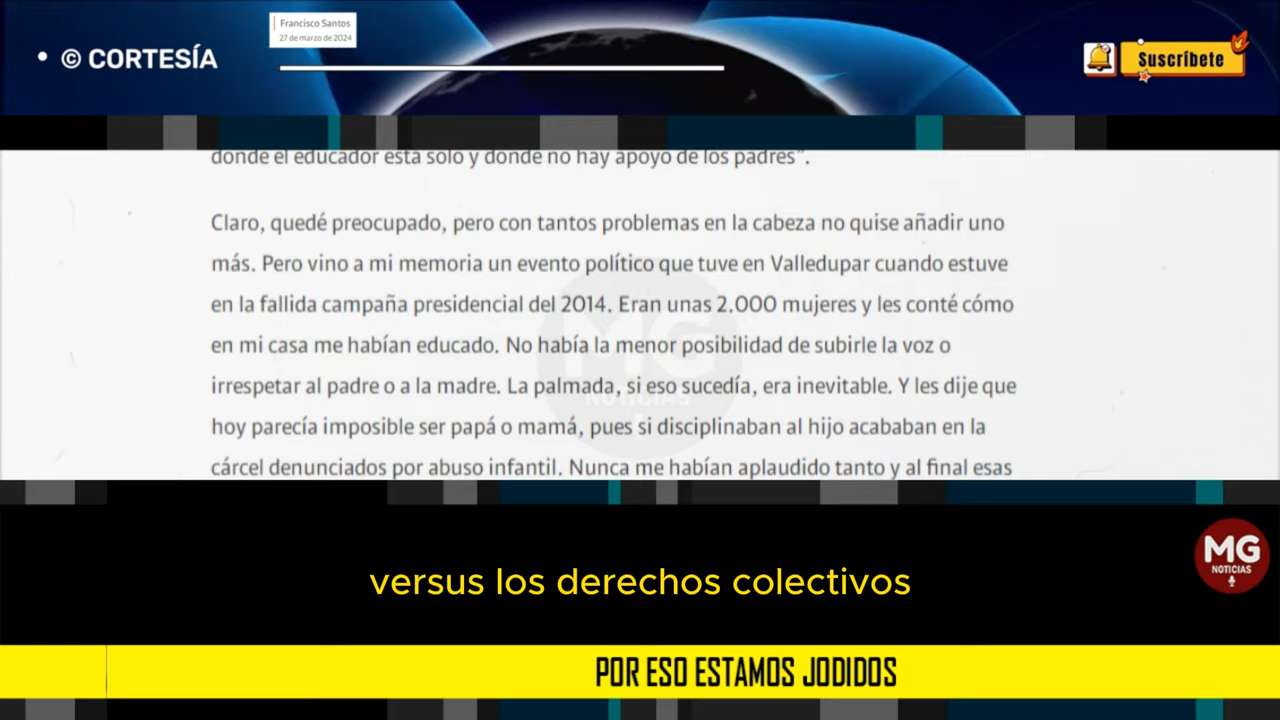 Francisco Santos
27 de marzo de 2024
• © CORTESÍA
Suscríbete
donde el educador está solo y donde no hay apoyo de los padres”.
Claro, quedé preocupado, pero con tantos problemas en la cabeza no quise añadir uno
más. Pero vino a mi memoria un evento político que tuve en Valledupar cuando estuve
en la fallida campaña presidencial del 2014. Eran unas 2.000 mujeres y les conté cómo
en mi casa me habían educado. No había la menor posibilidad de subirle la voz o
irrespetar al padre o a la madre. La palmada, si eso sucedía, era inevitable. Y les dije que
hoy parecía imposible ser papá o mamá, pues si disciplinaban al hijo acababan en la
cárcel denunciados por abuso infantil. Nunca me habían aplaudido tanto y al final esas
MG
NOTICIAS
versus los derechos colectivos
MG
NOTICIAS
POR ESO ESTAMOS JODIDOS